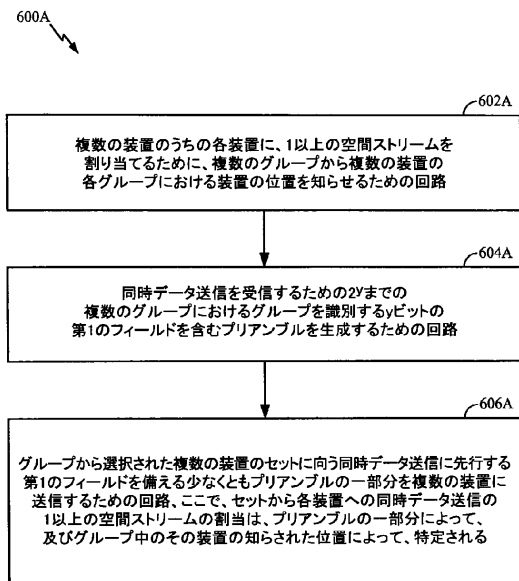 600A
602A
複数の装置のうちの各装置に、1以上の空間ストリームを
割り当てるために、複数のグループから複数の装置の
各グループにおける装置の位置を知らせるための回路
604A
同時データ送信を受信するための2yまでの
複数のグループにおけるグループを識別するyビットの
第1のフィールドを含むプリアンブルを生成するための回路
606A
グループから選択された複数の装置のセットに向う同時データ送信に先行する
第1のフィールドを備える少なくともプリアンブルの一部分を複数の装置に
送信するための回路、ここで、セットから各装置への同時データ送信の
1以上の空間ストリームの割当は、プリアンブルの一部分によって、
及びグループ中のその装置の知らされた位置によって、特定される